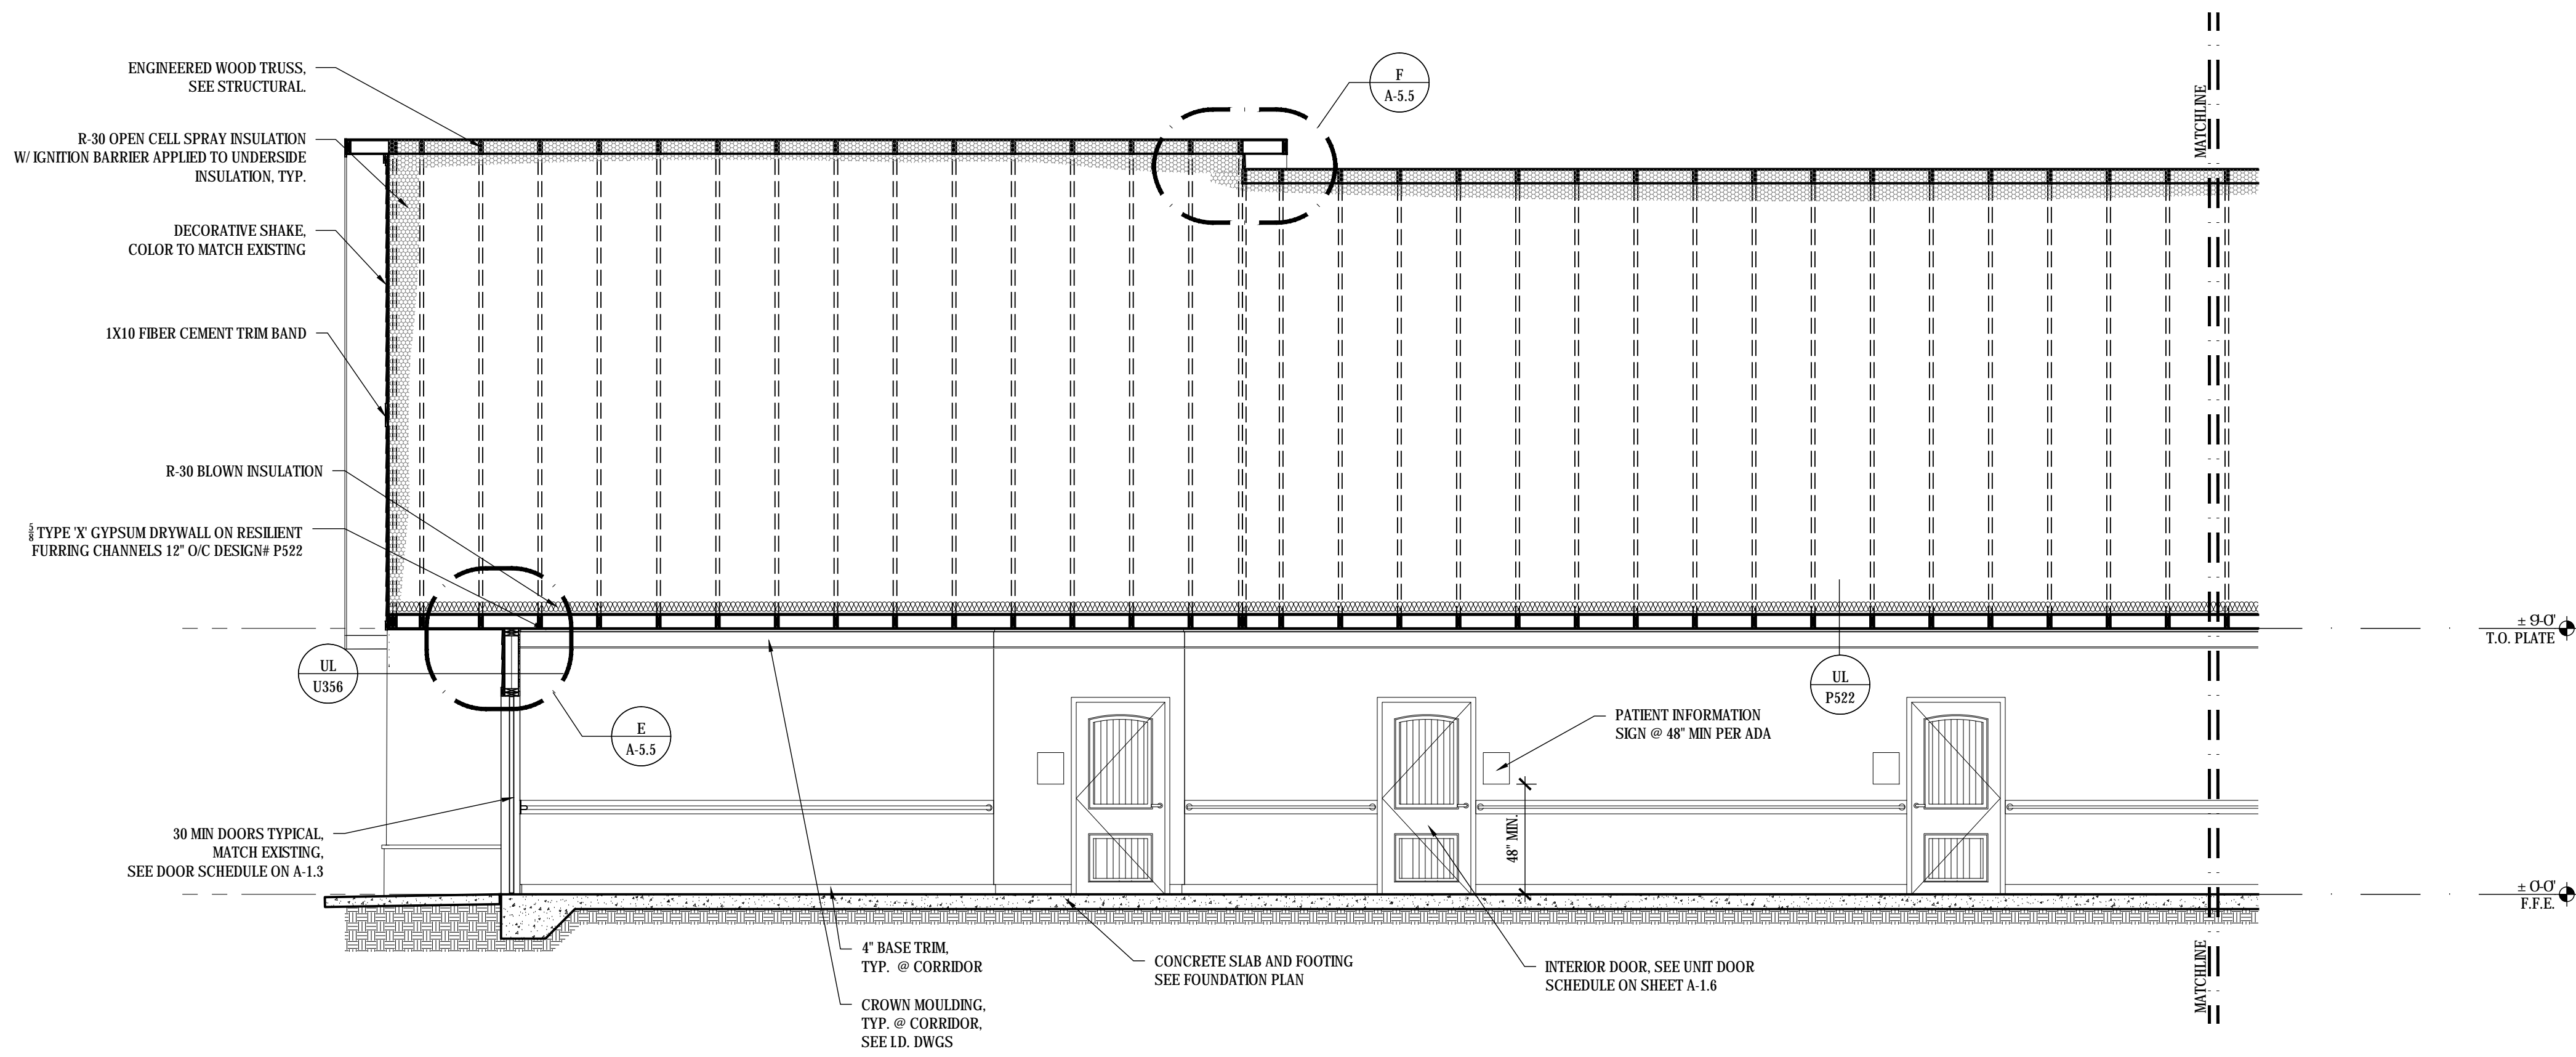 ENGINEERED WOOD TRUSS,
SEE STRUCTURAL.
R-30 OPEN CELL SPRAY INSULATION
W/ IGNITION BARRIER APPLIED TO UNDERSIDE
INSULATION, TYP.
DECORATIVE SHAKE,
COLOR TO MATCH EXISTING
1X10 FIBER CEMENT TRIM BAND
R-30 BLOWN INSULATION
5/8 TYPE 'X' GYPSUM DRYWALL ON RESILIENT
FURRING CHANNELS 12" O/C DESIGN# P522
UL
U356
30 MIN DOORS TYPICAL,
MATCH EXISTING,
SEE DOOR SCHEDULE ON A-1.3
E
A-5.5
F
A-5.5
MATCHLINE
UL
P522
PATIENT INFORMATION
SIGN @ 48" MIN PER ADA
48" MIN.
± 9'-0"
T.O. PLATE
± 0'-0"
F.F.E.
4" BASE TRIM,
TYP. @ CORRIDOR
CROWN MOULDING,
TYP. @ CORRIDOR,
SEE I.D. DWGS
CONCRETE SLAB AND FOOTING
SEE FOUNDATION PLAN
INTERIOR DOOR, SEE UNIT DOOR
SCHEDULE ON SHEET A-1.6
MATCHLINE